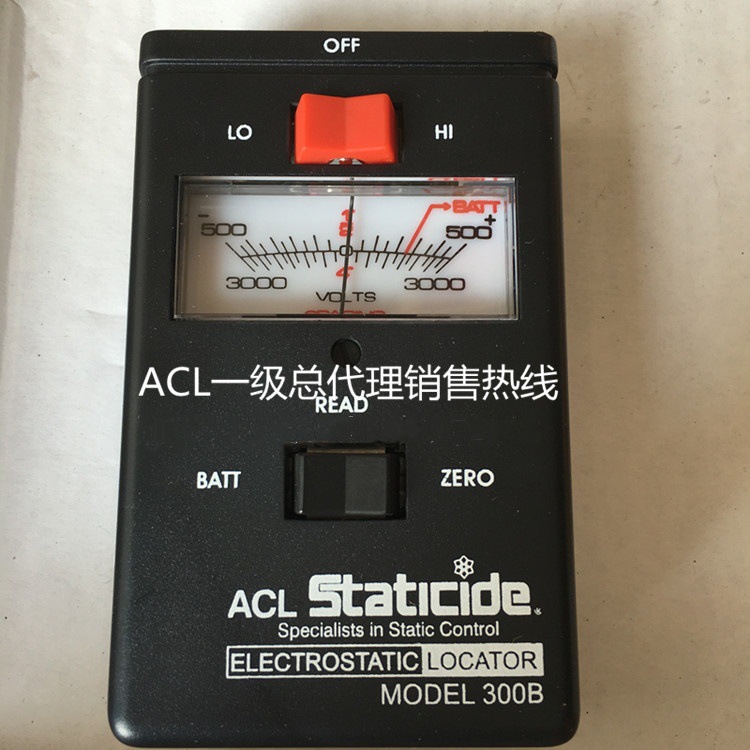 OFF
LO HI
BATT
- +
500 500
0
3000 3000
4
VOLTS
ACL一级总代理销售热线
READ
BATT ZERO
ACL Staticide
Specialists in Static Control
ELECTROSTATIC LOCATOR
MODEL 300B